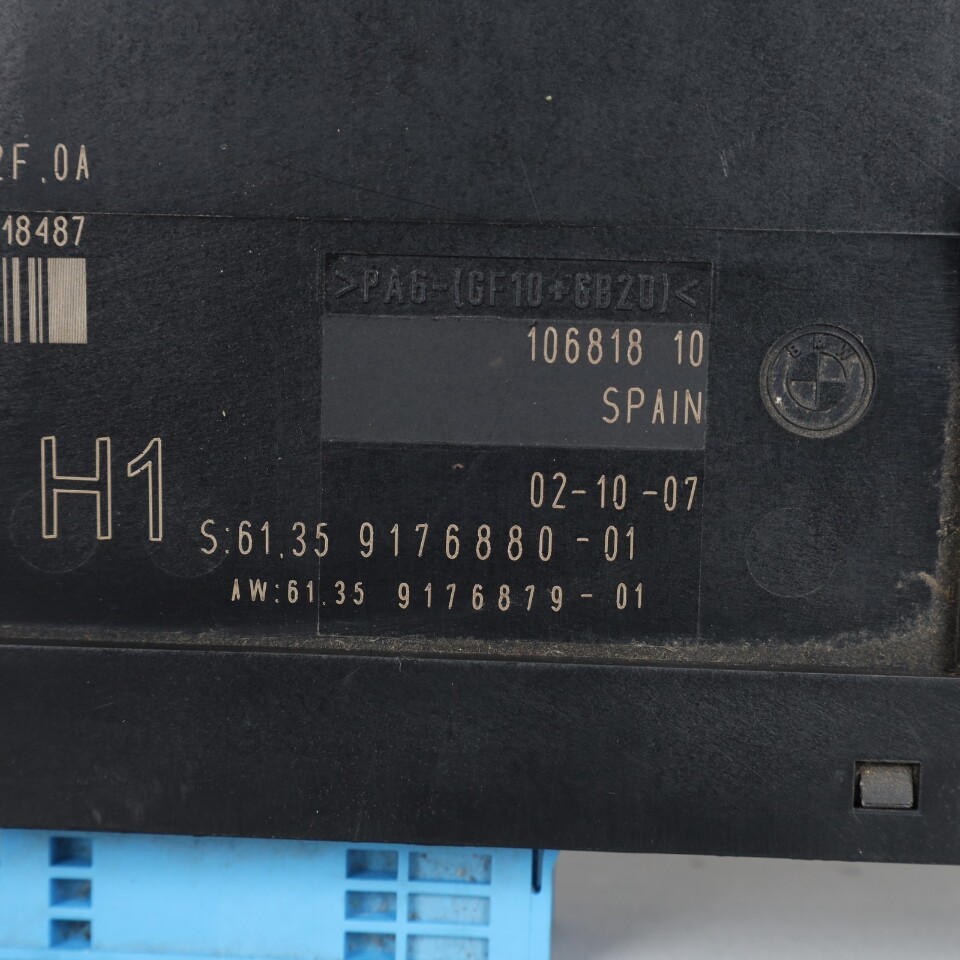 2F.0A
18487
>PA6-(GF10+GB20)<
106818 10
SPAIN
BMW
H1
02-10-07
S:61.35 9176880-01
AW:61.35 9176879-01